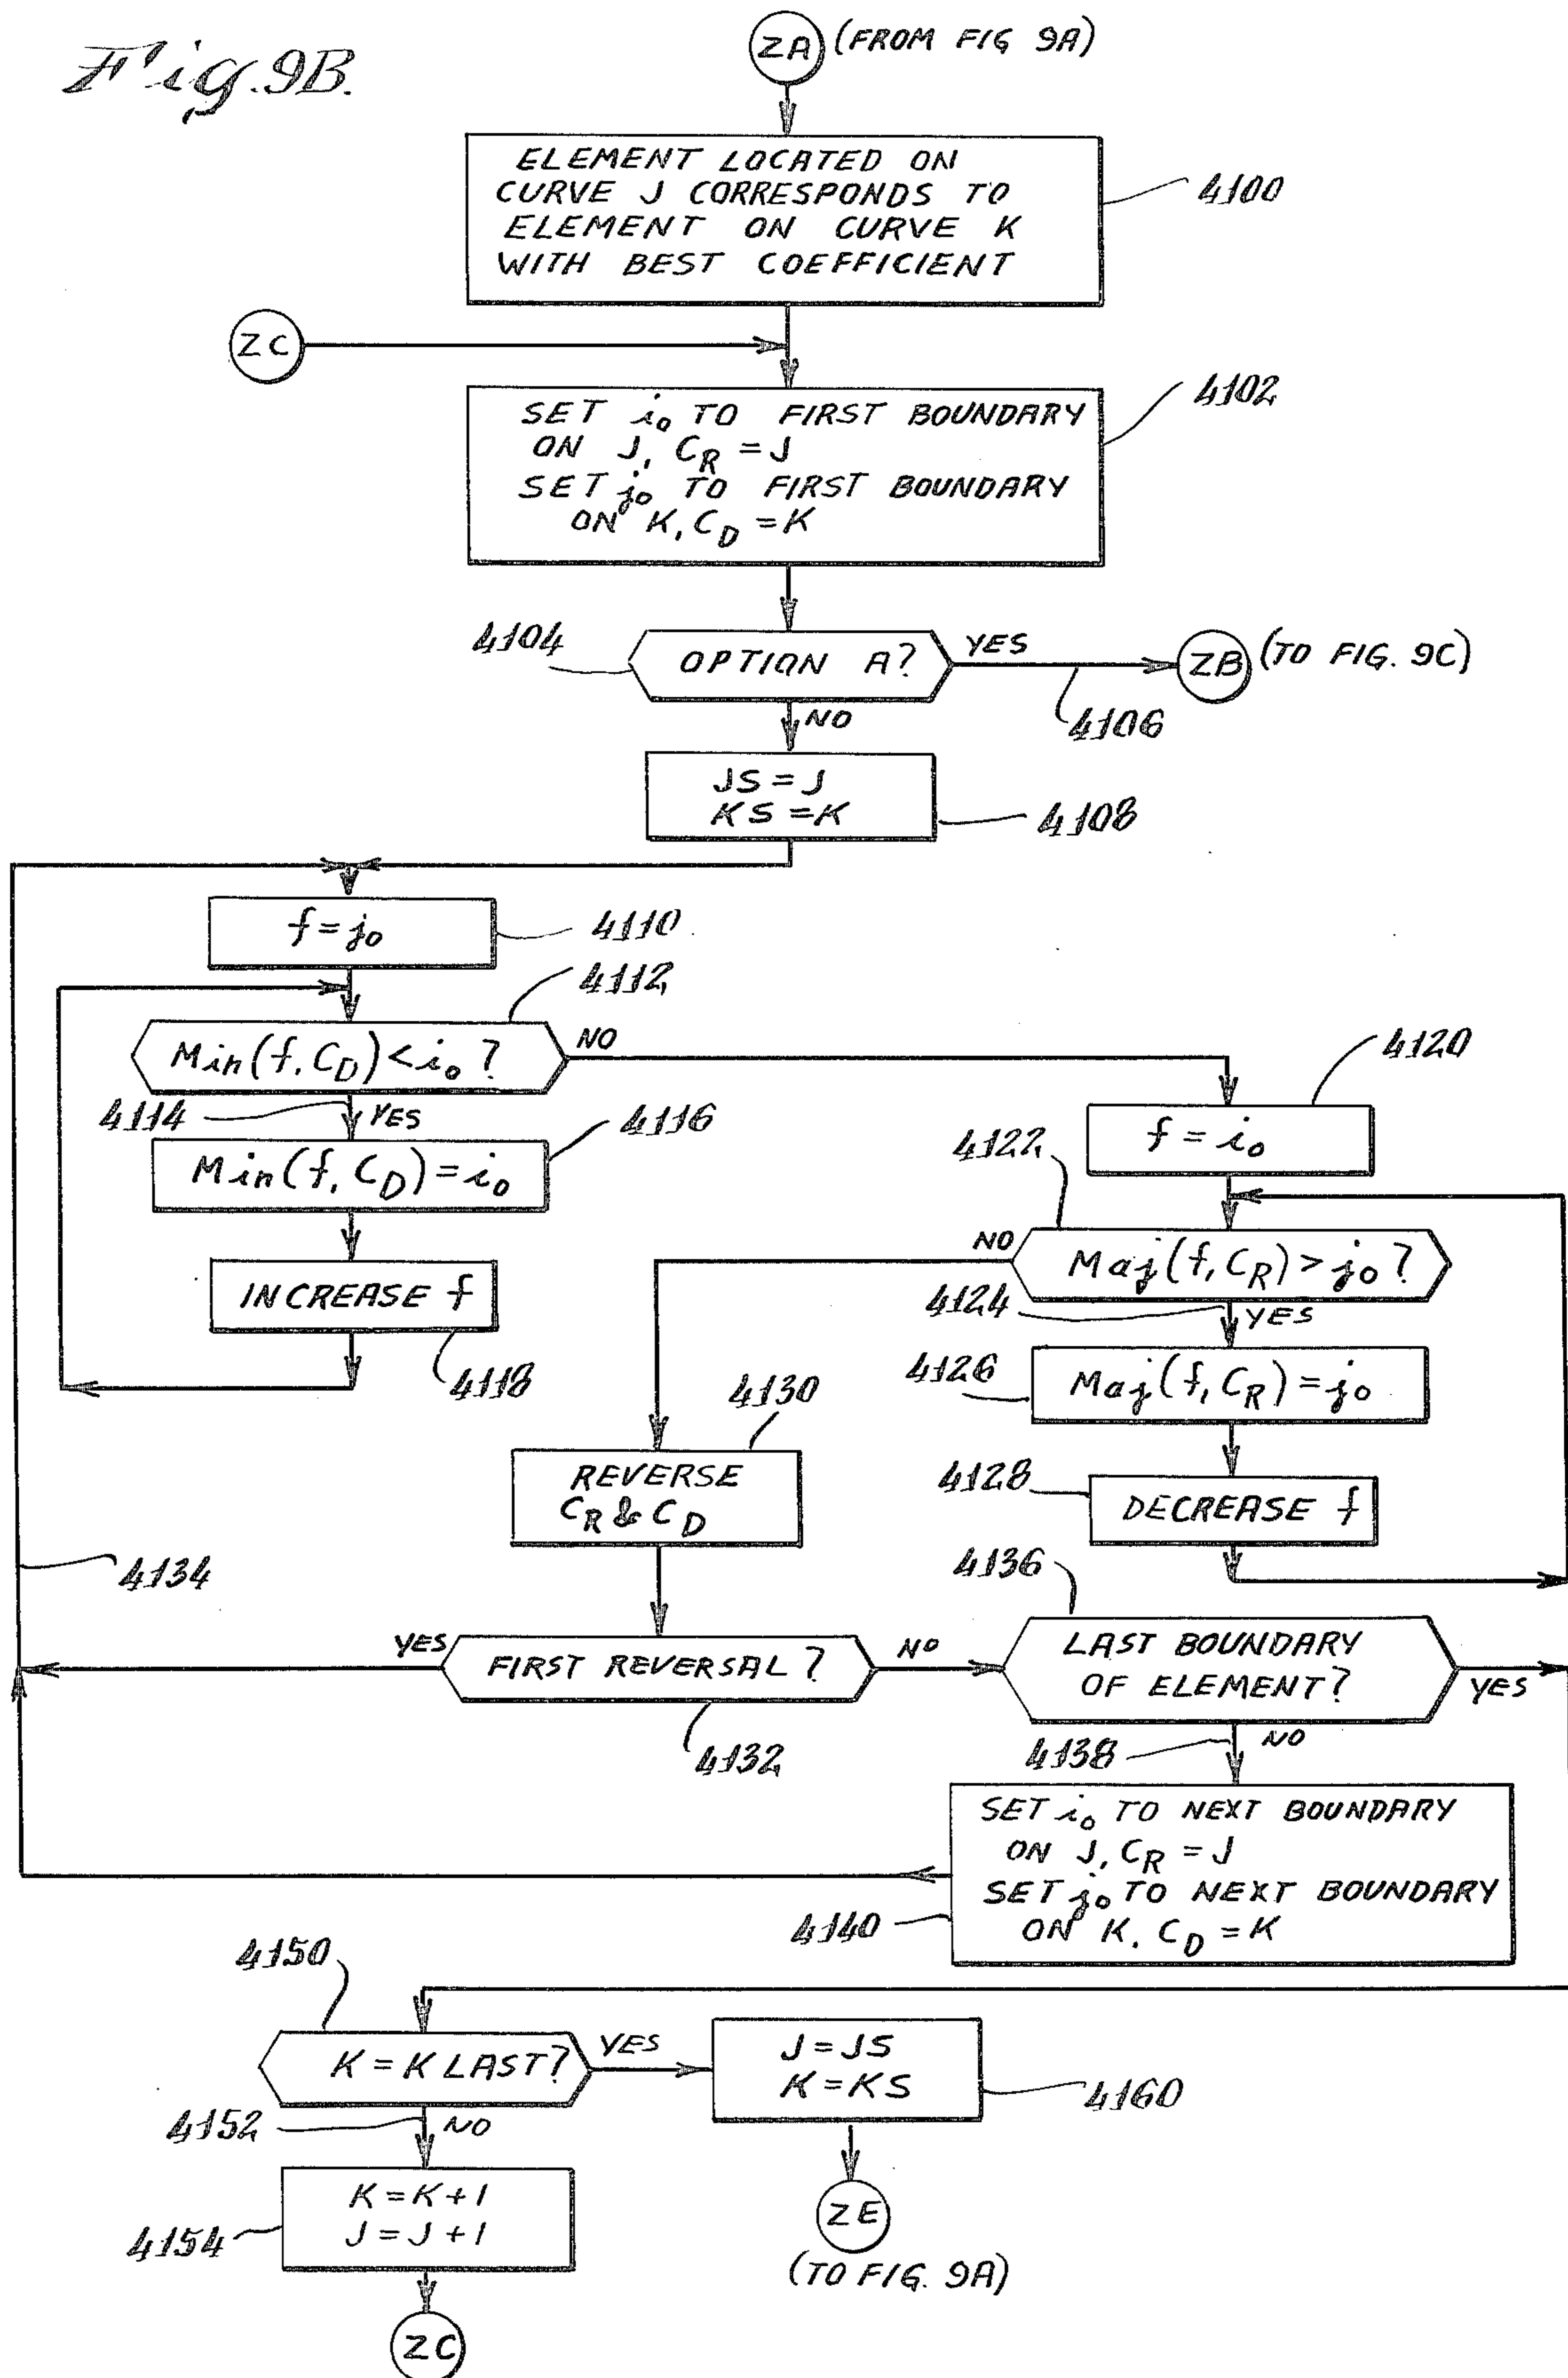 Fig. 9B.
ZA (FROM FIG 9A)
ELEMENT LOCATED ON
CURVE J CORRESPONDS TO
ELEMENT ON CURVE K
WITH BEST COEFFICIENT
4100
ZC
SET i₀ TO FIRST BOUNDARY
ON J, C_R = J
SET j₀ TO FIRST BOUNDARY
ON K, C_D = K
4102
4104
OPTION A?
YES
4106
ZB (TO FIG. 9C)
NO
JS = J
KS = K
4108
f = j₀
4110
4112
Min(f, C_D) < i₀ ?
NO
4114
YES
4116
Min(f, C_D) = i₀
INCREASE f
4118
4120
f = i₀
4122
Maj(f, C_R) > j₀ ?
NO
4124
YES
4126
Maj(f, C_R) = j₀
4128
DECREASE f
4130
REVERSE
C_R & C_D
4134
4132
FIRST REVERSAL ?
YES
NO
4136
LAST BOUNDARY
OF ELEMENT?
YES
4138
NO
SET i₀ TO NEXT BOUNDARY
ON J, C_R = J
SET j₀ TO NEXT BOUNDARY
ON K, C_D = K
4140
4150
K = K LAST?
YES
J = JS
K = KS
4160
4152
NO
K = K + 1
J = J + 1
4154
ZE
(TO FIG. 9A)
ZC